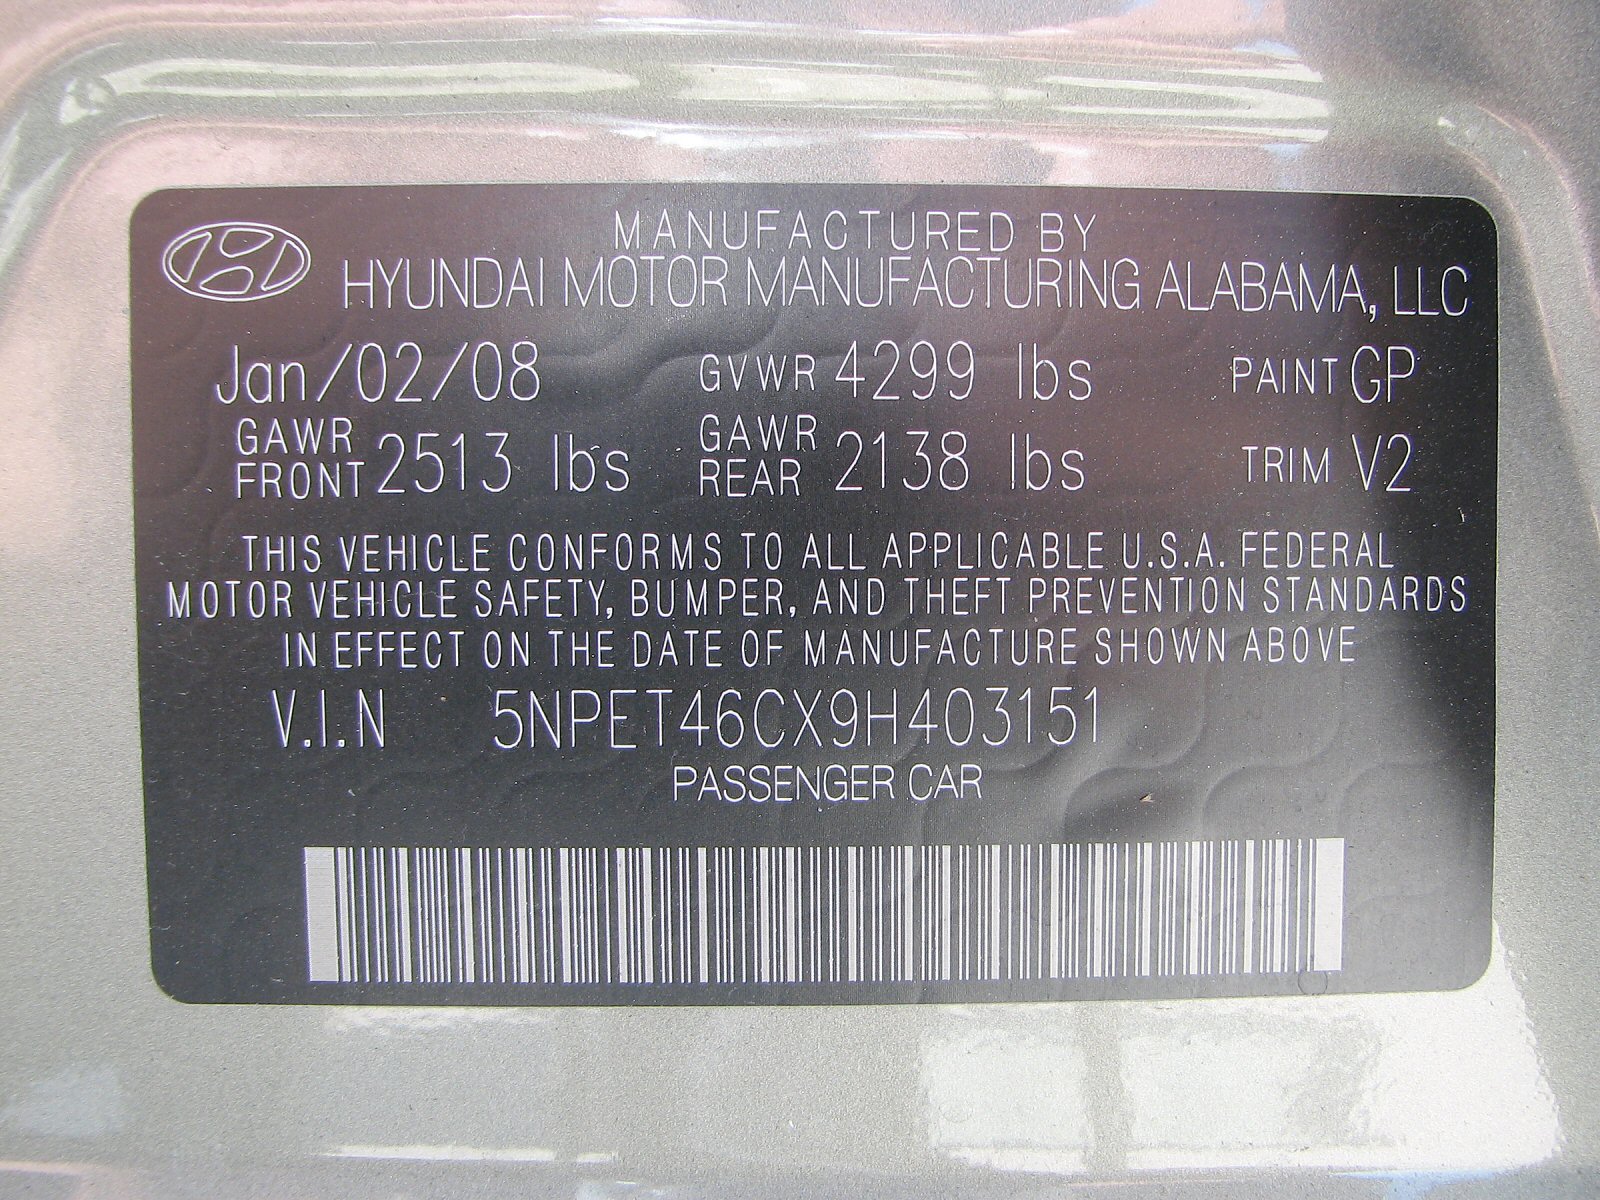 MANUFACTURED BY
HYUNDAI MOTOR MANUFACTURING ALABAMA, LLC
Jan/02/08 GVWR 4299 lbs PAINT GP
GAWR FRONT 2513 lbs GAWR REAR 2138 lbs TRIM V2
THIS VEHICLE CONFORMS TO ALL APPLICABLE U.S.A. FEDERAL
MOTOR VEHICLE SAFETY, BUMPER, AND THEFT PREVENTION STANDARDS
IN EFFECT ON THE DATE OF MANUFACTURE SHOWN ABOVE
V.I.N 5NPET46CX9H403151
PASSENGER CAR